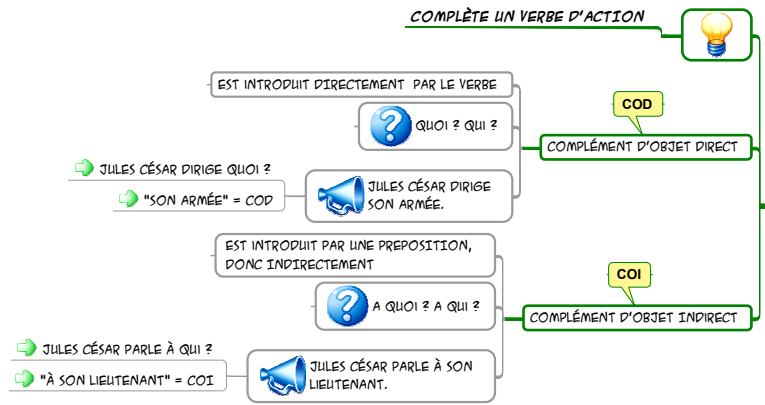 COMPLÈTE UN VERBE D'ACTION
EST INTRODUIT DIRECTEMENT PAR LE VERBE
COD
QUOI ? QUI ?
COMPLÉMENT D'OBJET DIRECT
JULES CÉSAR DIRIGE QUOI ?
"SON ARMÉE" = COD
JULES CÉSAR DIRIGE
SON ARMÉE.
EST INTRODUIT PAR UNE PREPOSITION,
DONC INDIRECTEMENT
COI
A QUOI ? A QUI ?
COMPLÉMENT D'OBJET INDIRECT
JULES CÉSAR PARLE À QUI ?
"À SON LIEUTENANT" = COI
JULES CÉSAR PARLE À SON
LIEUTENANT.